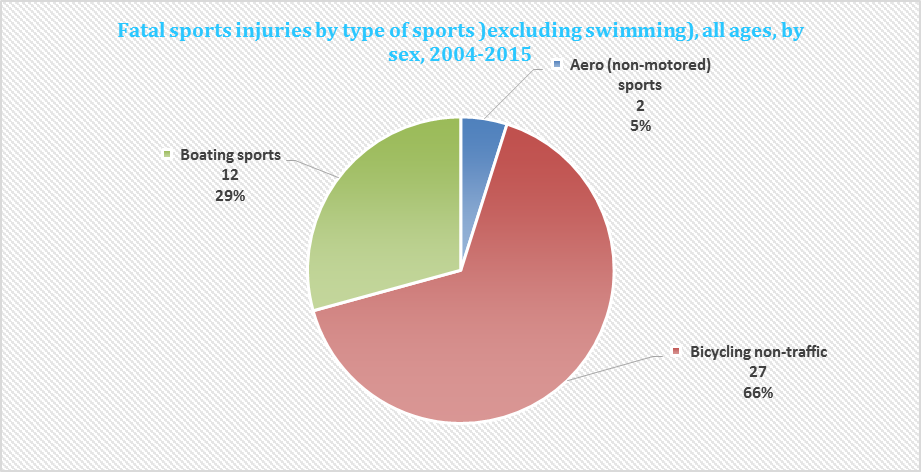 Fatal sports injuries by type of sports )excluding swimming), all ages, by
sex, 2004-2015
Aero (non-motored)
sports
2
5%
Boating sports
12
29%
Bicycling non-traffic
27
66%